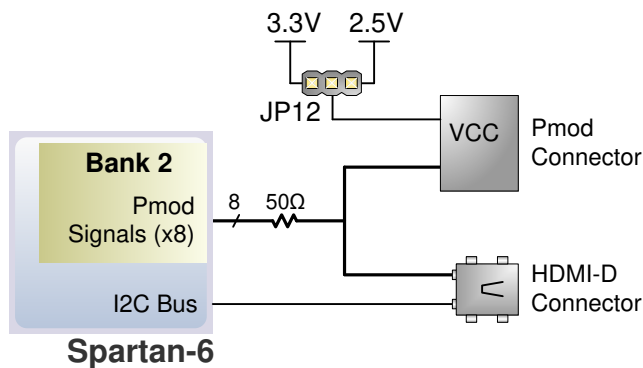 3.3V 2.5V
JP12
VCC
Pmod
Connector
Bank 2
Pmod
Signals (x8)
8 50Ω
I2C Bus
HDMI-D
Connector
Spartan-6